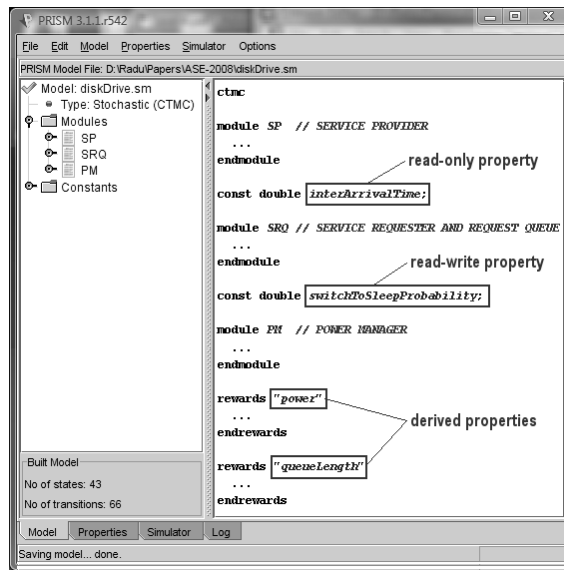 PRISM 3.1.1.r542
File Edit Model Properties Simulator Options
PRISM Model File: D:\Radu\Papers\ASE-2008\diskDrive.sm
Model: diskDrive.sm
Type: Stochastic (CTMC)
Modules
SP
SRQ
PM
Constants
Built Model
No of states: 43
No of transitions: 66
ctmc
module SP // SERVICE PROVIDER
...
endmodule
read-only property
const double interArrivalTime;
module SRQ // SERVICE REQUESTER AND REQUEST QUEUE
...
endmodule
read-write property
const double switchToSleepProbability;
module PM // POWER MANAGER
...
endmodule
rewards "power"
...
derived properties
endrewards
rewards "queueLength"
...
endrewards
Model Properties Simulator Log
Saving model... done.